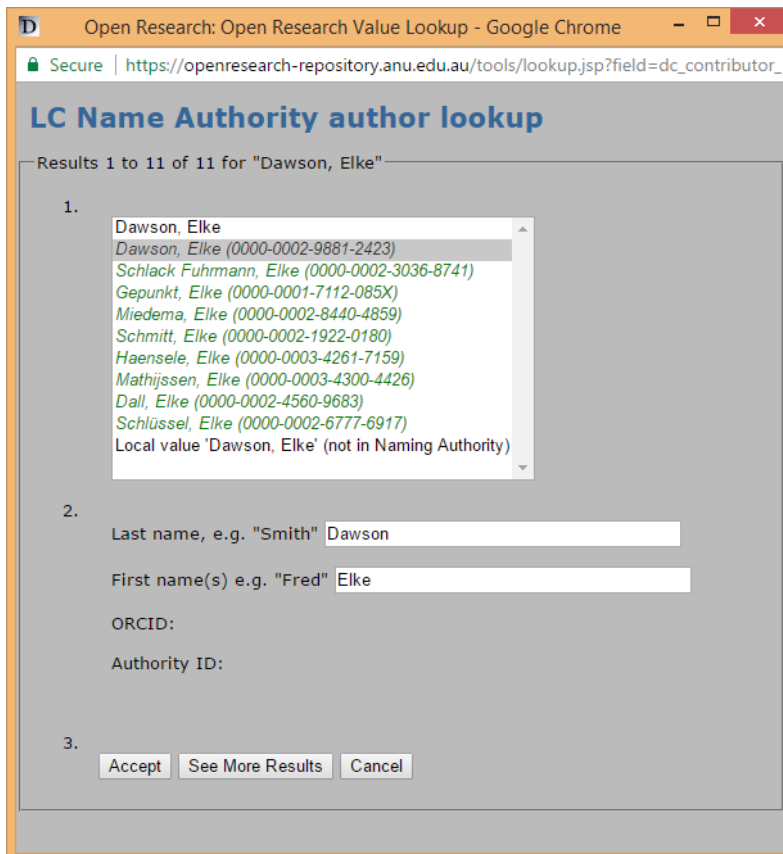 D Open Research: Open Research Value Lookup - Google Chrome
Secure | https://openresearch-repository.anu.edu.au/tools/lookup.jsp?field=dc_contributor_
LC Name Authority author lookup
Results 1 to 11 of 11 for "Dawson, Elke"
1.
Dawson, Elke
Dawson, Elke (0000-0002-9881-2423)
Schlack Fuhrmann, Elke (0000-0002-3036-8741)
Gepunkt, Elke (0000-0001-7112-085X)
Miedema, Elke (0000-0002-8440-4859)
Schmitt, Elke (0000-0002-1922-0180)
Haensele, Elke (0000-0003-4261-7159)
Mathijssen, Elke (0000-0003-4300-4426)
Dall, Elke (0000-0002-4560-9683)
Schlüssel, Elke (0000-0002-6777-6917)
Local value 'Dawson, Elke' (not in Naming Authority)
2.
Last name, e.g. "Smith" Dawson
First name(s) e.g. "Fred" Elke
ORCID:
Authority ID:
3.
Accept See More Results Cancel